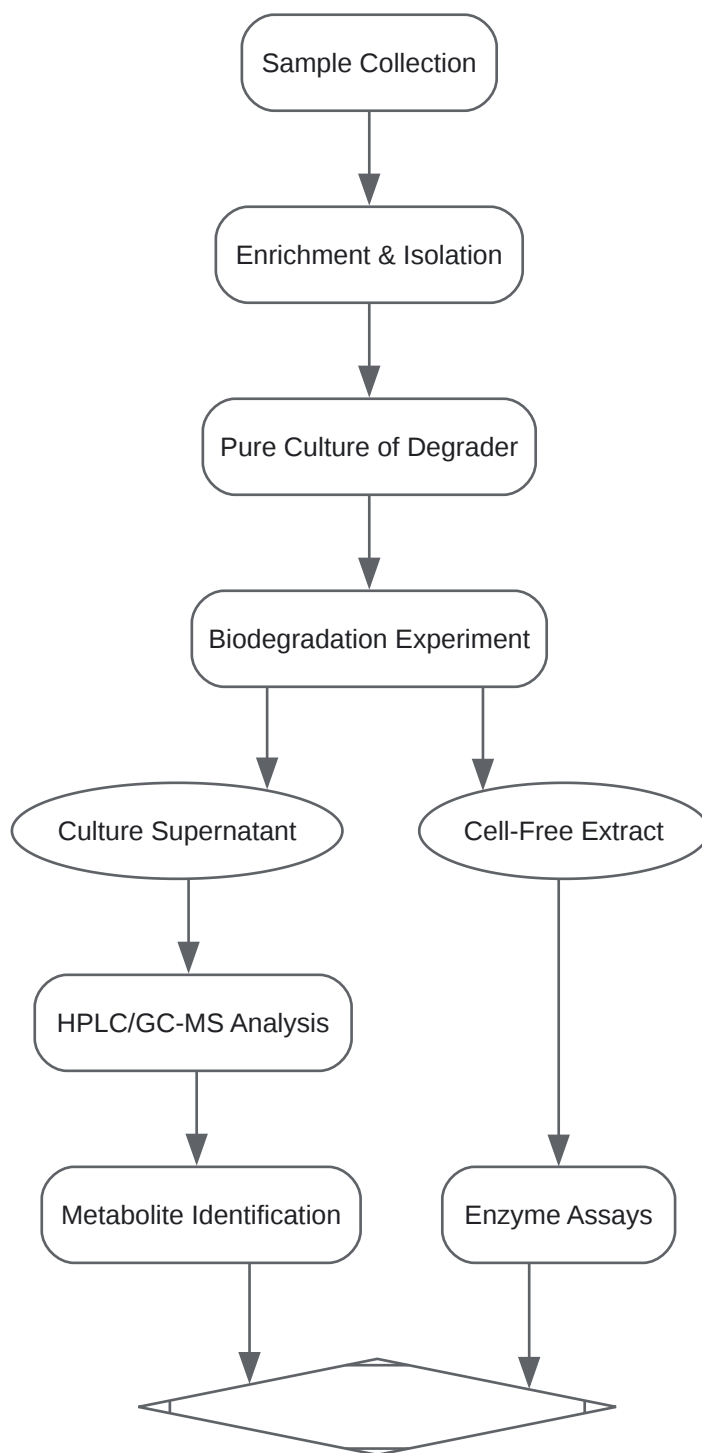 Sample Collection
Enrichment & Isolation
Pure Culture of Degrader
Biodegradation Experiment
Culture Supernatant
Cell-Free Extract
HPLC/GC-MS Analysis
Metabolite Identification
Enzyme Assays